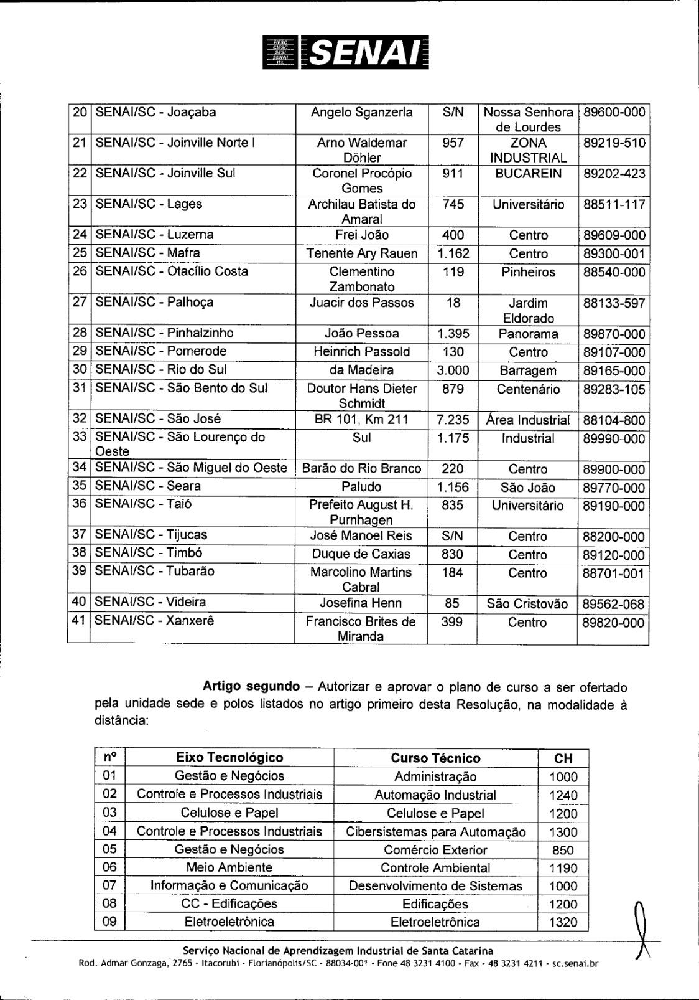 FIESC
CIESC
SESI
SENAI
IEL
SENAI
20 SENAI/SC - Joaçaba Angelo Sganzerla S/N Nossa Senhora 89600-000
de Lourdes
21 SENAI/SC - Joinville Norte I Arno Waldemar 957 ZONA 89219-510
Döhler INDUSTRIAL
22 SENAI/SC - Joinville Sul Coronel Procópio 911 BUCAREIN 89202-423
Gomes
23 SENAI/SC - Lages Archilau Batista do 745 Universitário 88511-117
Amaral
24 SENAI/SC - Luzerna Frei João 400 Centro 89609-000
25 SENAI/SC - Mafra Tenente Ary Rauen 1.162 Centro 89300-001
26 SENAI/SC - Otacílio Costa Clementino 119 Pinheiros 88540-000
Zambonato
27 SENAI/SC - Palhoça Juacir dos Passos 18 Jardim 88133-597
Eldorado
28 SENAI/SC - Pinhalzinho João Pessoa 1.395 Panorama 89870-000
29 SENAI/SC - Pomerode Heinrich Passold 130 Centro 89107-000
30 SENAI/SC - Rio do Sul da Madeira 3.000 Barragem 89165-000
31 SENAI/SC - São Bento do Sul Doutor Hans Dieter 879 Centenário 89283-105
Schmidt
32 SENAI/SC - São José BR 101, Km 211 7.235 Área Industrial 88104-800
33 SENAI/SC - São Lourenço do Sul 1.175 Industrial 89990-000
Oeste
34 SENAI/SC - São Miguel do Oeste Barão do Rio Branco 220 Centro 89900-000
35 SENAI/SC - Seara Paludo 1.156 São João 89770-000
36 SENAI/SC - Taió Prefeito August H. 835 Universitário 89190-000
Purnhagen
37 SENAI/SC - Tijucas José Manoel Reis S/N Centro 88200-000
38 SENAI/SC - Timbó Duque de Caxias 830 Centro 89120-000
39 SENAI/SC - Tubarão Marcolino Martins 184 Centro 88701-001
Cabral
40 SENAI/SC - Videira Josefina Henn 85 São Cristovão 89562-068
41 SENAI/SC - Xanxerê Francisco Brites de 399 Centro 89820-000
Miranda
Artigo segundo – Autorizar e aprovar o plano de curso a ser ofertado
pela unidade sede e polos listados no artigo primeiro desta Resolução, na modalidade à
distância:
nº Eixo Tecnológico Curso Técnico CH
01 Gestão e Negócios Administração 1000
02 Controle e Processos Industriais Automação Industrial 1240
03 Celulose e Papel Celulose e Papel 1200
04 Controle e Processos Industriais Cibersistemas para Automação 1300
05 Gestão e Negócios Comércio Exterior 850
06 Meio Ambiente Controle Ambiental 1190
07 Informação e Comunicação Desenvolvimento de Sistemas 1000
08 CC - Edificações Edificações 1200
09 Eletroeletrônica Eletroeletrônica 1320
Serviço Nacional de Aprendizagem Industrial de Santa Catarina
Rod. Admar Gonzaga, 2765 - Itacorubi - Florianópolis/SC - 88034-001 - Fone 48 3231 4100 - Fax - 48 3231 4211 - sc.senai.br